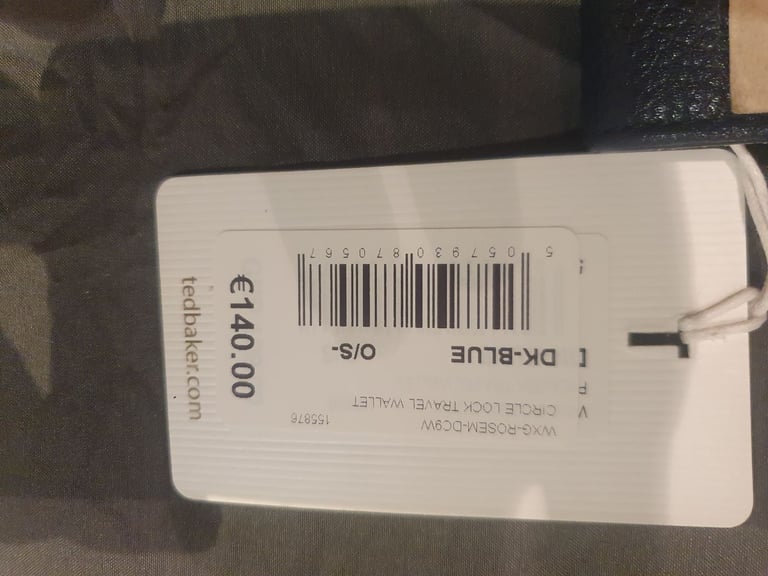 WXG-ROSEM-DC9W 155876
CIRCLE LOCK TRAVEL WALLET
DK-BLUE O/S-
5 057930 870567
€140.00
tedbaker.com